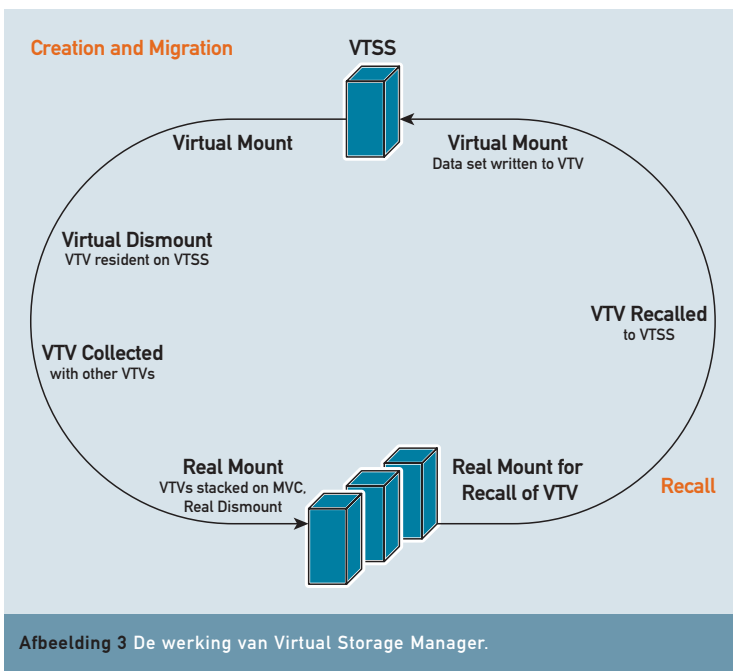 Creation and Migration
VTSS
Virtual Mount
Virtual Mount
Data set written to VTV
Virtual Dismount
VTV resident on VTSS
VTV Recalled
to VTSS
VTV Collected
with other VTVs
Real Mount
VTVs stacked on MVC,
Real Dismount
Real Mount for
Recall of VTV
Recall
Afbeelding 3 De werking van Virtual Storage Manager.